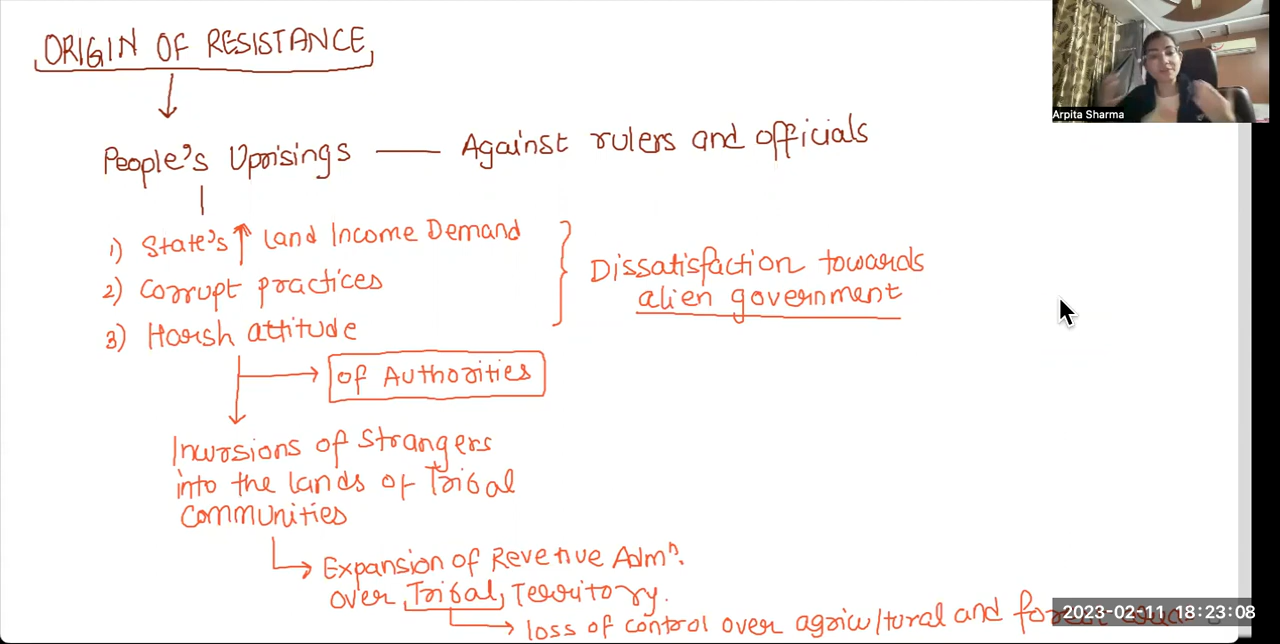 ORIGIN OF RESISTANCE
Arpita Sharma
People's Uprisings — Against rulers and officials
1) State's ↑ Land Income Demand
2) Corrupt practices
3) Harsh attitude
Dissatisfaction towards
alien government
of Authorities
Incursions of strangers
into the lands of Tribal
communities
Expansion of Revenue Admⁿ.
over Tribal Territory.
loss of control over agricultural and
2023-02-11 18:23:08